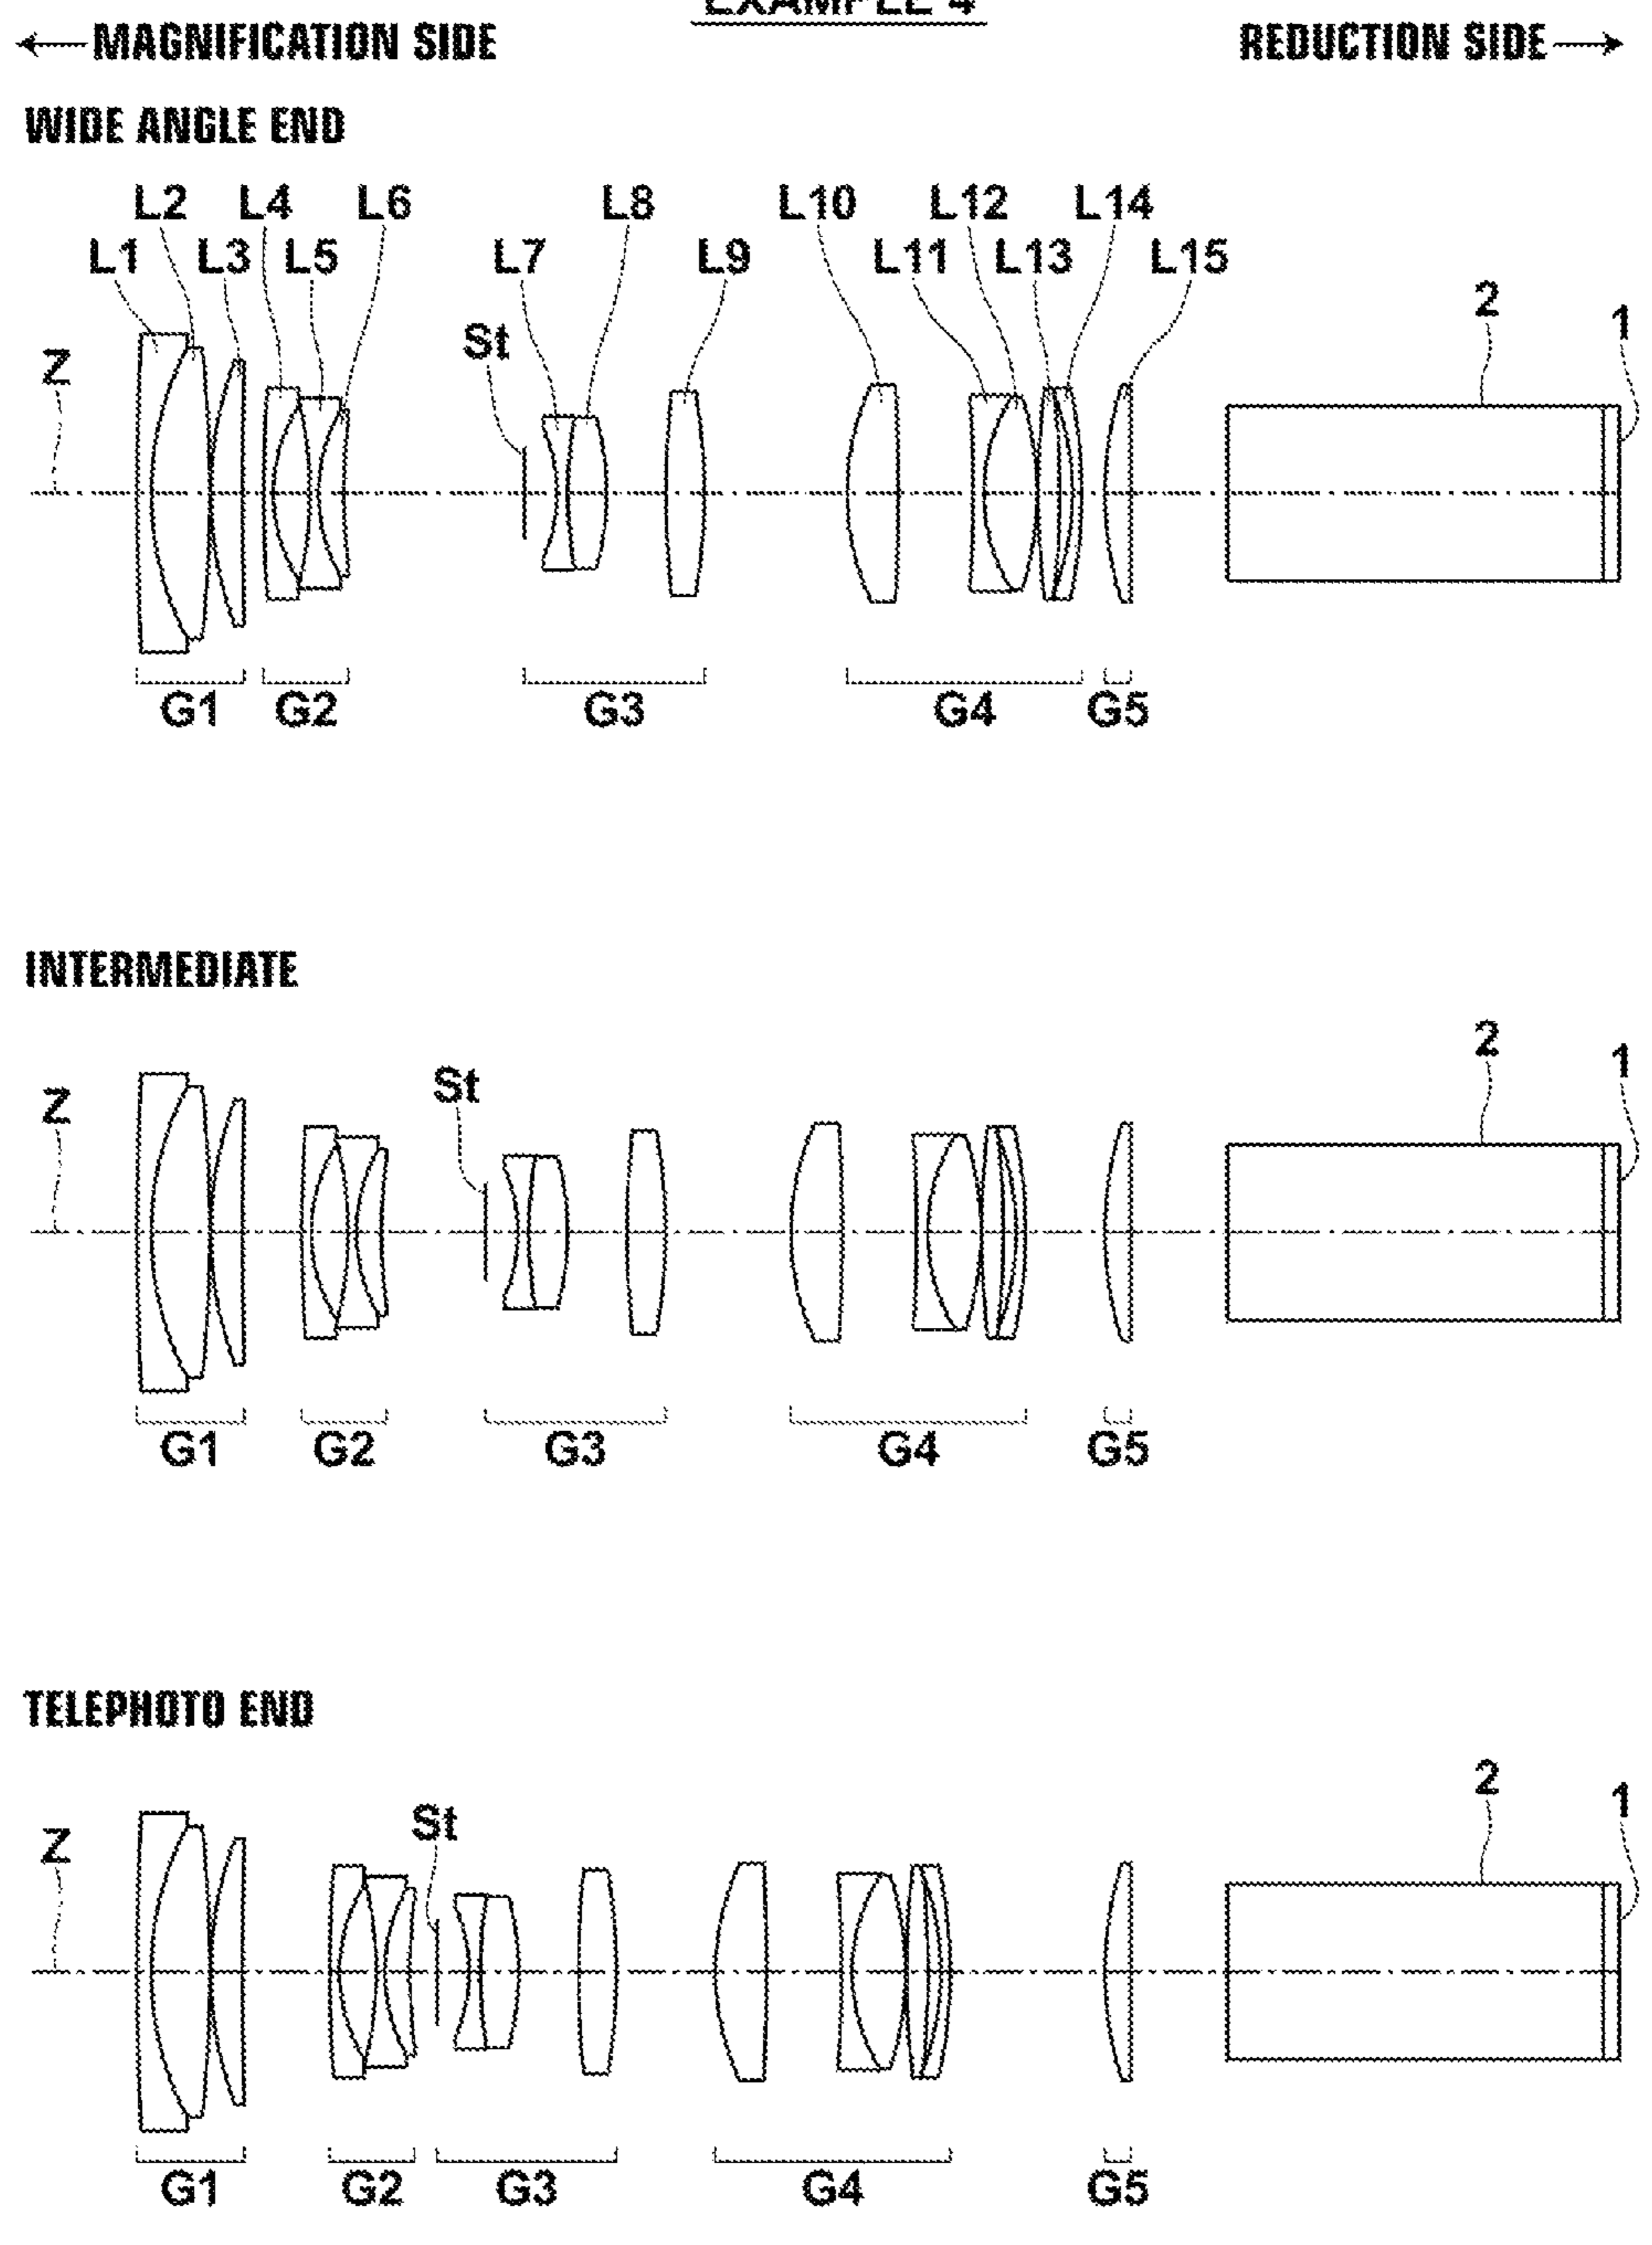 EXAMPLE 4
←MAGNIFICATION SIDE REDUCTION SIDE→
WIDE ANGLE END
L2 L4 L6 L8 L10 L12 L14
L1 L3 L5 L7 L9 L11 L13 L15
2
1
St
Z
G1 G2 G3 G4 G5
INTERMEDIATE
2
1
St
Z
G1 G2 G3 G4 G5
TELEPHOTO END
2
1
St
Z
G1 G2 G3 G4 G5